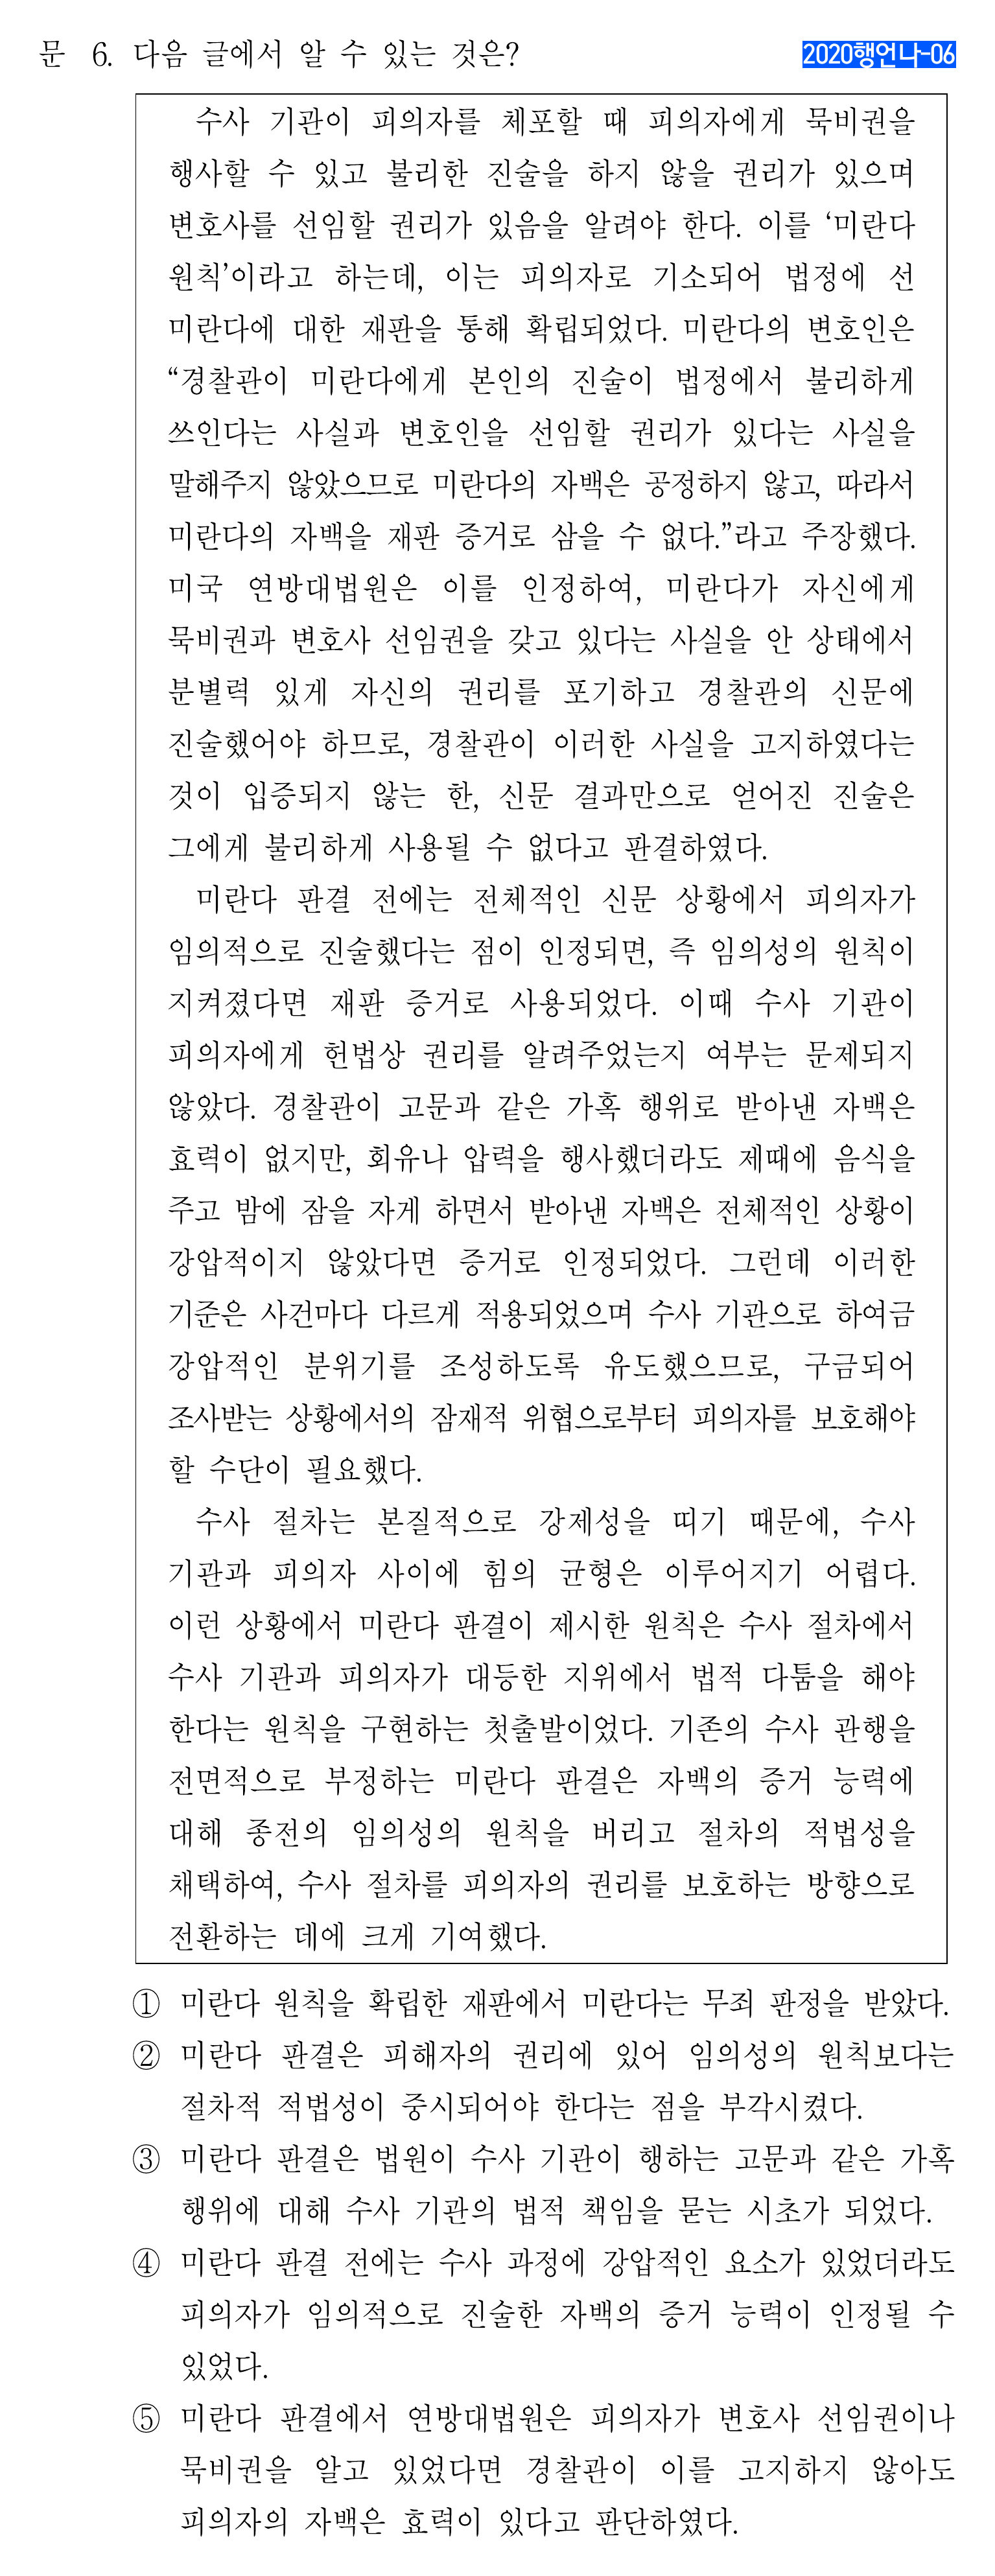 문 6. 다음 글에서 알 수 있는 것은?
2020행언나-06
수사 기관이 피의자를 체포할 때 피의자에게 묵비권을
행사할 수 있고 불리한 진술을 하지 않을 권리가 있으며
변호사를 선임할 권리가 있음을 알려야 한다. 이를 ‘미란다
원칙’이라고 하는데, 이는 피의자로 기소되어 법정에 선
미란다에 대한 재판을 통해 확립되었다. 미란다의 변호인은
“경찰관이 미란다에게 본인의 진술이 법정에서 불리하게
쓰인다는 사실과 변호인을 선임할 권리가 있다는 사실을
말해주지 않았으므로 미란다의 자백은 공정하지 않고, 따라서
미란다의 자백을 재판 증거로 삼을 수 없다.”라고 주장했다.
미국 연방대법원은 이를 인정하여, 미란다가 자신에게
묵비권과 변호사 선임권을 갖고 있다는 사실을 안 상태에서
분별력 있게 자신의 권리를 포기하고 경찰관의 신문에
진술했어야 하므로, 경찰관이 이러한 사실을 고지하였다는
것이 입증되지 않는 한, 신문 결과만으로 얻어진 진술은
그에게 불리하게 사용될 수 없다고 판결하였다.
미란다 판결 전에는 전체적인 신문 상황에서 피의자가
임의적으로 진술했다는 점이 인정되면, 즉 임의성의 원칙이
지켜졌다면 재판 증거로 사용되었다. 이때 수사 기관이
피의자에게 헌법상 권리를 알려주었는지 여부는 문제되지
않았다. 경찰관이 고문과 같은 가혹 행위로 받아낸 자백은
효력이 없지만, 회유나 압력을 행사했더라도 제때에 음식을
주고 밤에 잠을 자게 하면서 받아낸 자백은 전체적인 상황이
강압적이지 않았다면 증거로 인정되었다. 그런데 이러한
기준은 사건마다 다르게 적용되었으며 수사 기관으로 하여금
강압적인 분위기를 조성하도록 유도했으므로, 구금되어
조사받는 상황에서의 잠재적 위협으로부터 피의자를 보호해야
할 수단이 필요했다.
수사 절차는 본질적으로 강제성을 띠기 때문에, 수사
기관과 피의자 사이에 힘의 균형은 이루어지기 어렵다.
이런 상황에서 미란다 판결이 제시한 원칙은 수사 절차에서
수사 기관과 피의자가 대등한 지위에서 법적 다툼을 해야
한다는 원칙을 구현하는 첫출발이었다. 기존의 수사 관행을
전면적으로 부정하는 미란다 판결은 자백의 증거 능력에
대해 종전의 임의성의 원칙을 버리고 절차의 적법성을
채택하여, 수사 절차를 피의자의 권리를 보호하는 방향으로
전환하는 데에 크게 기여했다.
① 미란다 원칙을 확립한 재판에서 미란다는 무죄 판정을 받았다.
② 미란다 판결은 피해자의 권리에 있어 임의성의 원칙보다는
절차적 적법성이 중시되어야 한다는 점을 부각시켰다.
③ 미란다 판결은 법원이 수사 기관이 행하는 고문과 같은 가혹
행위에 대해 수사 기관의 법적 책임을 묻는 시초가 되었다.
④ 미란다 판결 전에는 수사 과정에 강압적인 요소가 있었더라도
피의자가 임의적으로 진술한 자백의 증거 능력이 인정될 수
있었다.
⑤ 미란다 판결에서 연방대법원은 피의자가 변호사 선임권이나
묵비권을 알고 있었다면 경찰관이 이를 고지하지 않아도
피의자의 자백은 효력이 있다고 판단하였다.